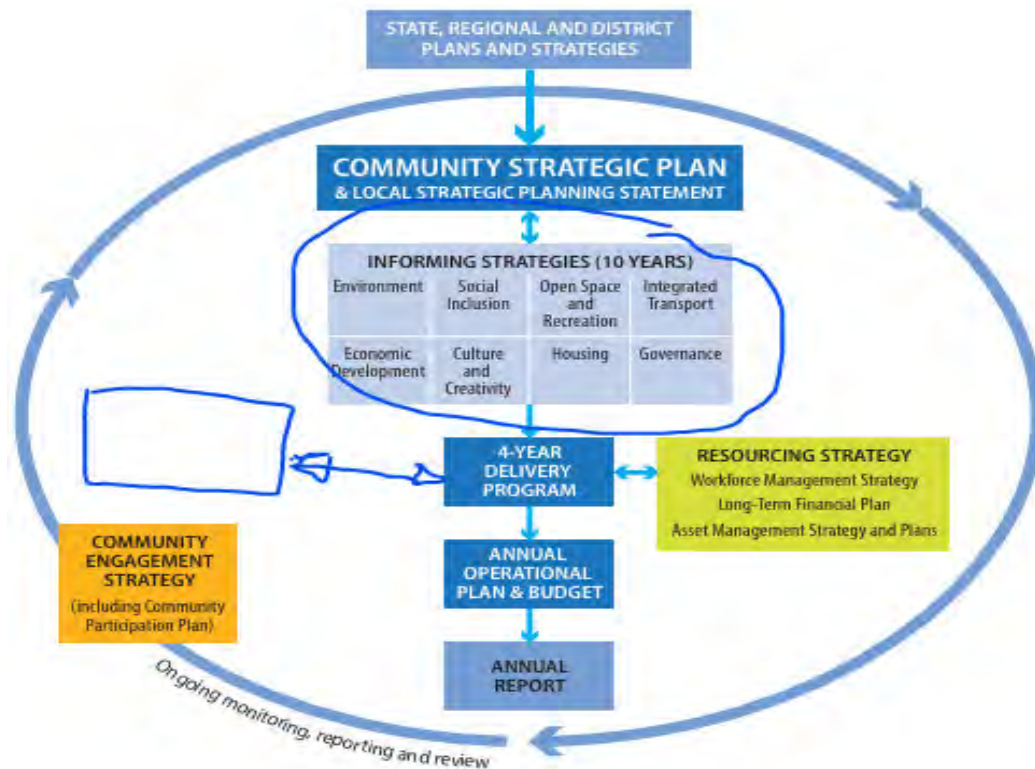 STATE, REGIONAL AND DISTRICT
PLANS AND STRATEGIES
COMMUNITY STRATEGIC PLAN
& LOCAL STRATEGIC PLANNING STATEMENT
INFORMING STRATEGIES (10 YEARS)
Environment
Social
Inclusion
Open Space
and
Recreation
Integrated
Transport
Economic
Development
Culture
and
Creativity
Housing
Governance
4-YEAR
DELIVERY
PROGRAM
RESOURCING STRATEGY
Workforce Management Strategy
Long-Term Financial Plan
Asset Management Strategy and Plans
COMMUNITY
ENGAGEMENT
STRATEGY
(including Community
Participation Plan)
ANNUAL
OPERATIONAL
PLAN & BUDGET
ANNUAL
REPORT
Ongoing monitoring, reporting and review